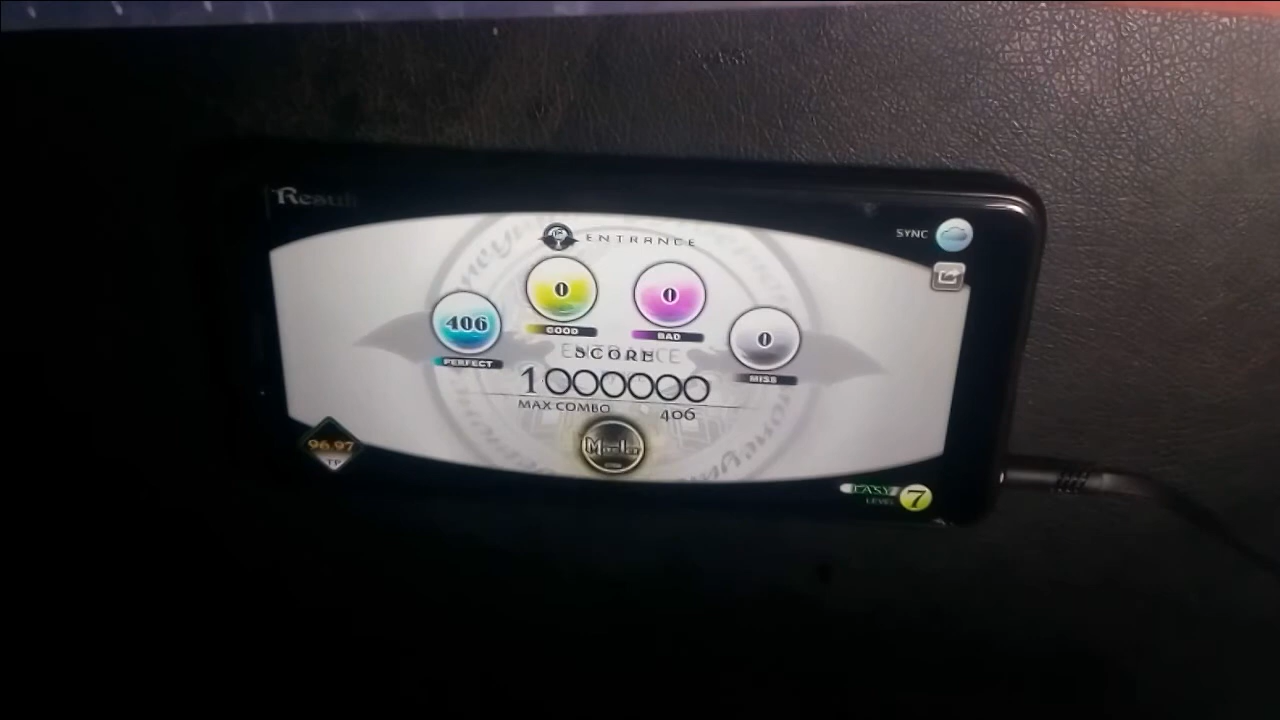 Result
ENTRANCE
SYNC
406
0
0
0
PERFECT
GOOD
BAD
MISS
SCORE
1000000
MAX COMBO 406
96.97
TP
EASY
LEVEL 7